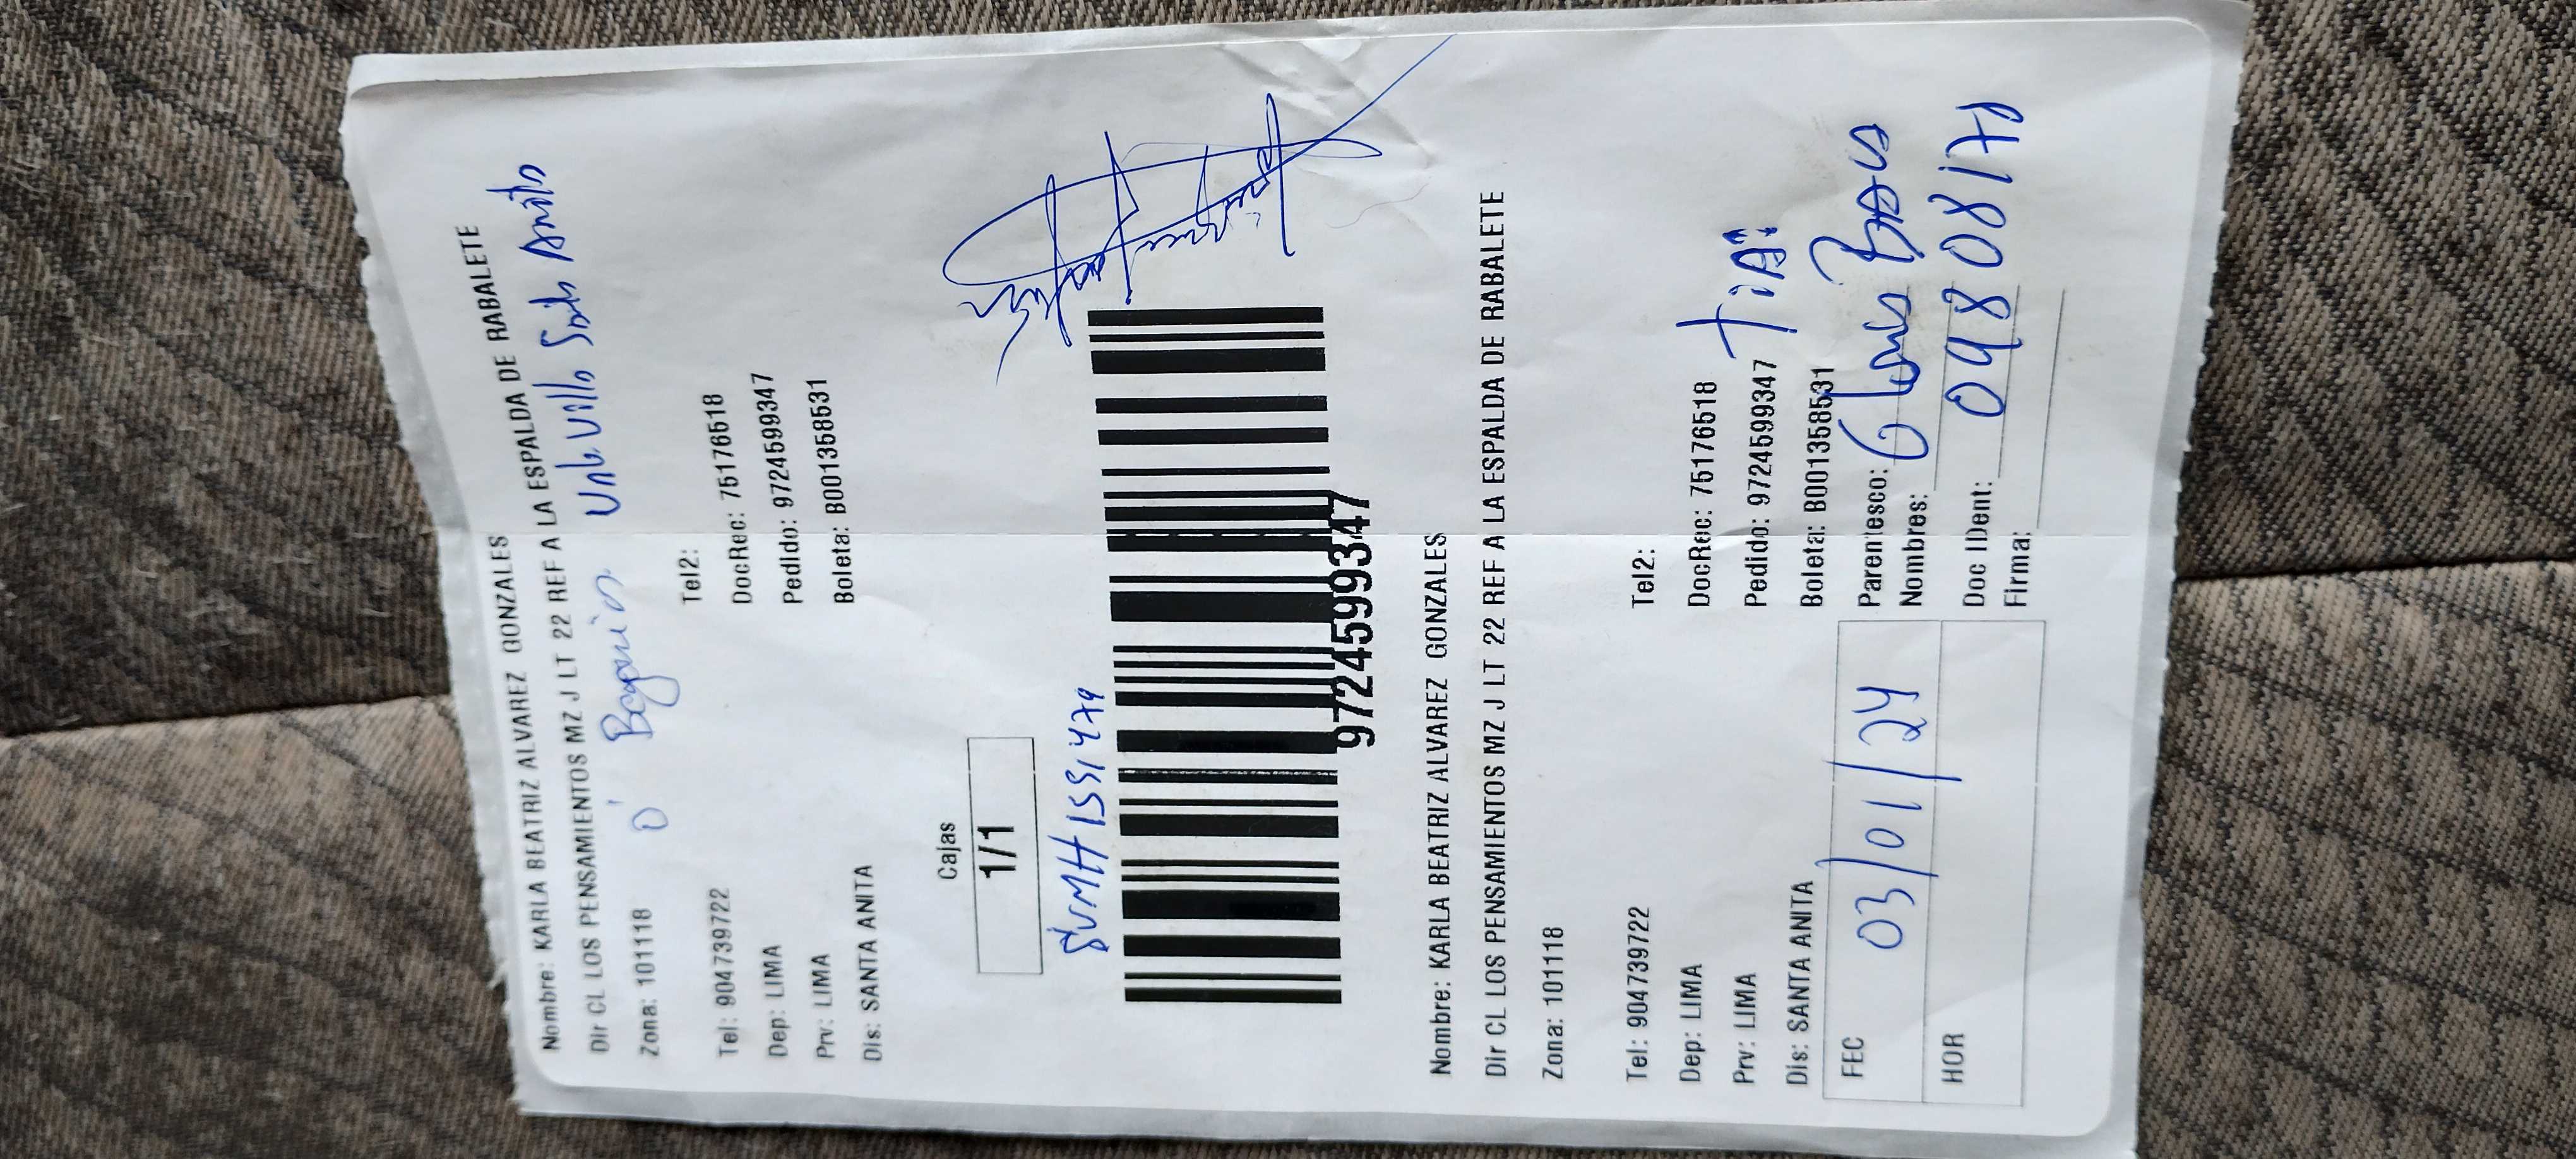 Nombre: KARLA BEATRIZ ALVAREZ GONZALES
Dir CL LOS PENSAMIENTOS MZ J LT 22 REF A LA ESPALDA DE RABALETE
Zona: 101118
Tel: 904739722 Tel2:
Dep: LIMA DocRec: 75176518
Prv: LIMA Pedido: 9724599347
Dis: SANTA ANITA Boleta: B001358531
Cajas
1/1
9724599347
Nombre: KARLA BEATRIZ ALVAREZ GONZALES
Dir CL LOS PENSAMIENTOS MZ J LT 22 REF A LA ESPALDA DE RABALETE
Zona: 101118
Tel: 904739722 Tel2:
Dep: LIMA DocRec: 75176518
Prv: LIMA Pedido: 9724599347
Dis: SANTA ANITA Boleta: B001358531
FEC 03/01/24 Parentesco: TIA
Nombres:
HOR Doc IDent: 09808170
Firma: